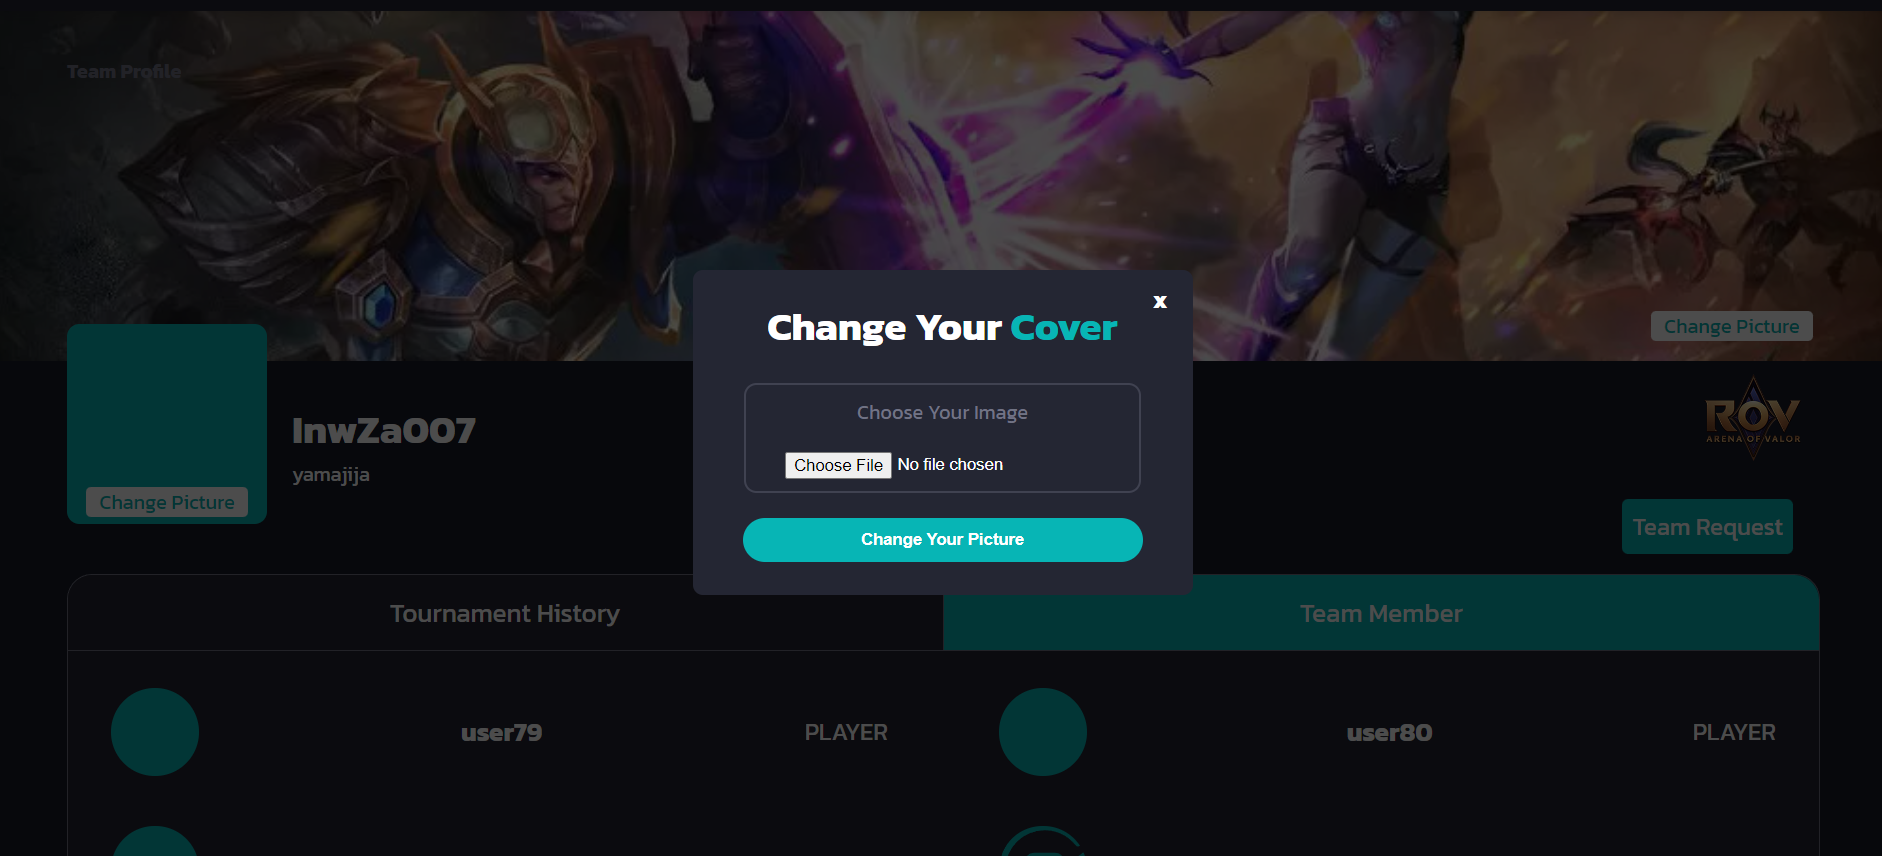 Team Profile
x
Change Your Cover
Change Picture
Choose Your Image
ROV
ARENA OF VALOR
InwZa007
Choose File No file chosen
yamajija
Change Picture
Team Request
Change Your Picture
Tournament History
Team Member
user79
PLAYER
user80
PLAYER